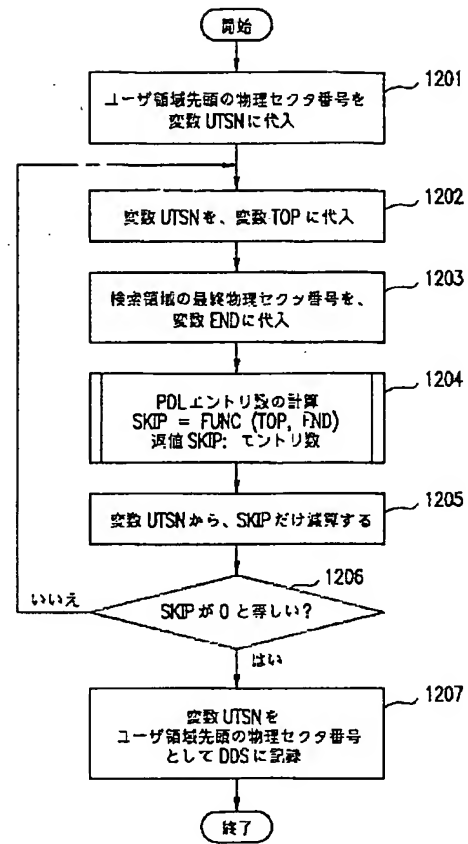 開始
1201
ユーザ領域先頭の物理セクタ番号を
変数 UTSN に代入
1202
変数 UTSN を、変数 TOP に代入
1203
検索領域の最終物理セクタ番号を、
変数 END に代入
1204
PDL エントリ数の計算
SKIP = FUNC (TOP, END)
返値 SKIP: エントリ数
1205
変数 UTSN から、SKIP だけ減算する
1206
いいえ
SKIP が 0 と等しい?
はい
1207
変数 UTSN を
ユーザ領域先頭の物理セクタ番号
として DDS に記録
終了